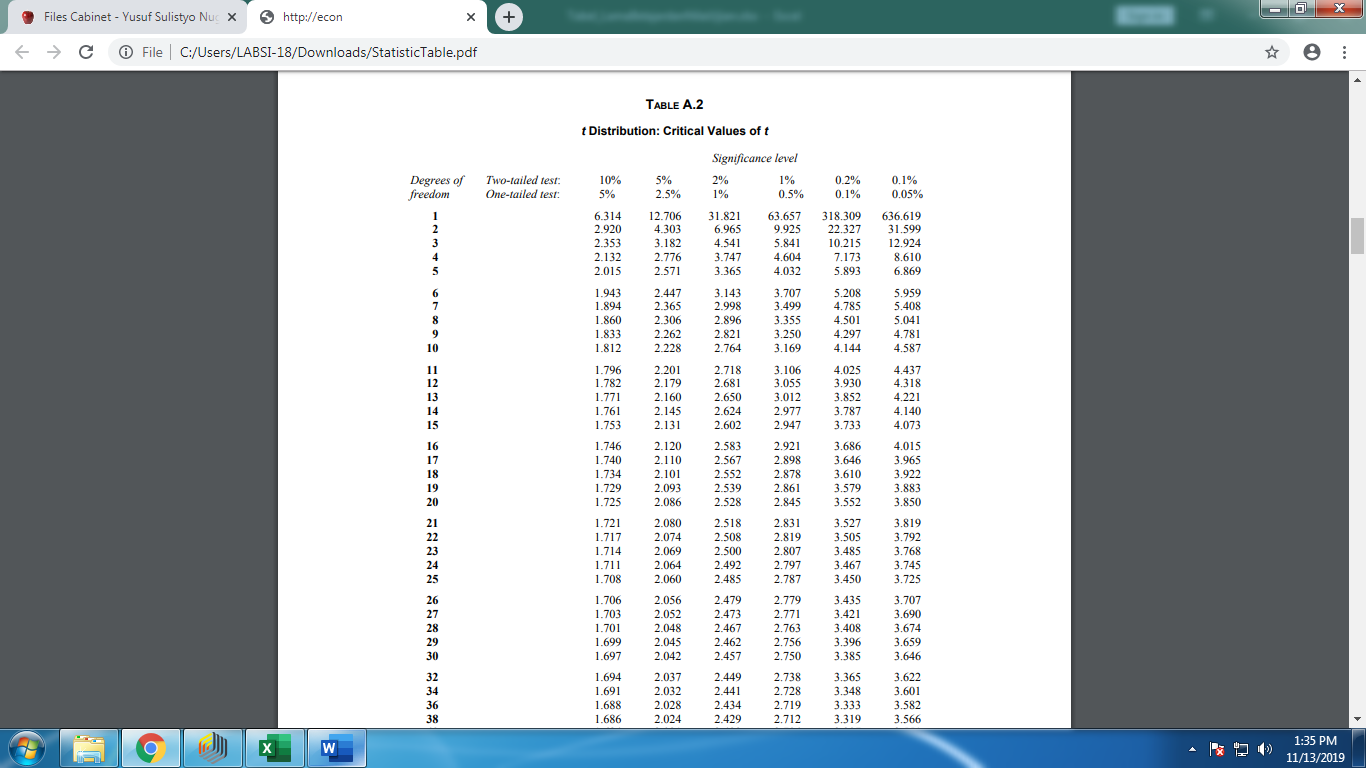 Files Cabinet - Yusuf Sulistyo Nug
http://econ
File C:/Users/LABSI-18/Downloads/StatisticTable.pdf
TABLE A.2
t Distribution: Critical Values of t
Significance level
Degrees of Two-tailed test: 10% 5% 2% 1% 0.2% 0.1%
freedom One-tailed test: 5% 2.5% 1% 0.5% 0.1% 0.05%
1 6.314 12.706 31.821 63.657 318.309 636.619
2 2.920 4.303 6.965 9.925 22.327 31.599
3 2.353 3.182 4.541 5.841 10.215 12.924
4 2.132 2.776 3.747 4.604 7.173 8.610
5 2.015 2.571 3.365 4.032 5.893 6.869
6 1.943 2.447 3.143 3.707 5.208 5.959
7 1.894 2.365 2.998 3.499 4.785 5.408
8 1.860 2.306 2.896 3.355 4.501 5.041
9 1.833 2.262 2.821 3.250 4.297 4.781
10 1.812 2.228 2.764 3.169 4.144 4.587
11 1.796 2.201 2.718 3.106 4.025 4.437
12 1.782 2.179 2.681 3.055 3.930 4.318
13 1.771 2.160 2.650 3.012 3.852 4.221
14 1.761 2.145 2.624 2.977 3.787 4.140
15 1.753 2.131 2.602 2.947 3.733 4.073
16 1.746 2.120 2.583 2.921 3.686 4.015
17 1.740 2.110 2.567 2.898 3.646 3.965
18 1.734 2.101 2.552 2.878 3.610 3.922
19 1.729 2.093 2.539 2.861 3.579 3.883
20 1.725 2.086 2.528 2.845 3.552 3.850
21 1.721 2.080 2.518 2.831 3.527 3.819
22 1.717 2.074 2.508 2.819 3.505 3.792
23 1.714 2.069 2.500 2.807 3.485 3.768
24 1.711 2.064 2.492 2.797 3.467 3.745
25 1.708 2.060 2.485 2.787 3.450 3.725
26 1.706 2.056 2.479 2.779 3.435 3.707
27 1.703 2.052 2.473 2.771 3.421 3.690
28 1.701 2.048 2.467 2.763 3.408 3.674
29 1.699 2.045 2.462 2.756 3.396 3.659
30 1.697 2.042 2.457 2.750 3.385 3.646
32 1.694 2.037 2.449 2.738 3.365 3.622
34 1.691 2.032 2.441 2.728 3.348 3.601
36 1.688 2.028 2.434 2.719 3.333 3.582
38 1.686 2.024 2.429 2.712 3.319 3.566
1:35 PM
11/13/2019